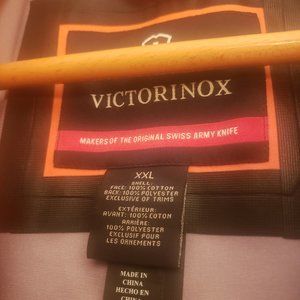 VICTORINOX
MAKERS OF THE ORIGINAL SWISS ARMY KNIFE
XXL
SHELL:
FACE: 100% COTTON
BACK: 100% POLYESTER
EXCLUSIVE OF TRIMS
EXTÉRIEUR:
AVANT: 100% COTON
ARRIÈRE:
100% POLYESTER
EXCLUSIF POUR
LES ORNEMENTS
MADE IN
CHINA
HECHO EN
CHINA